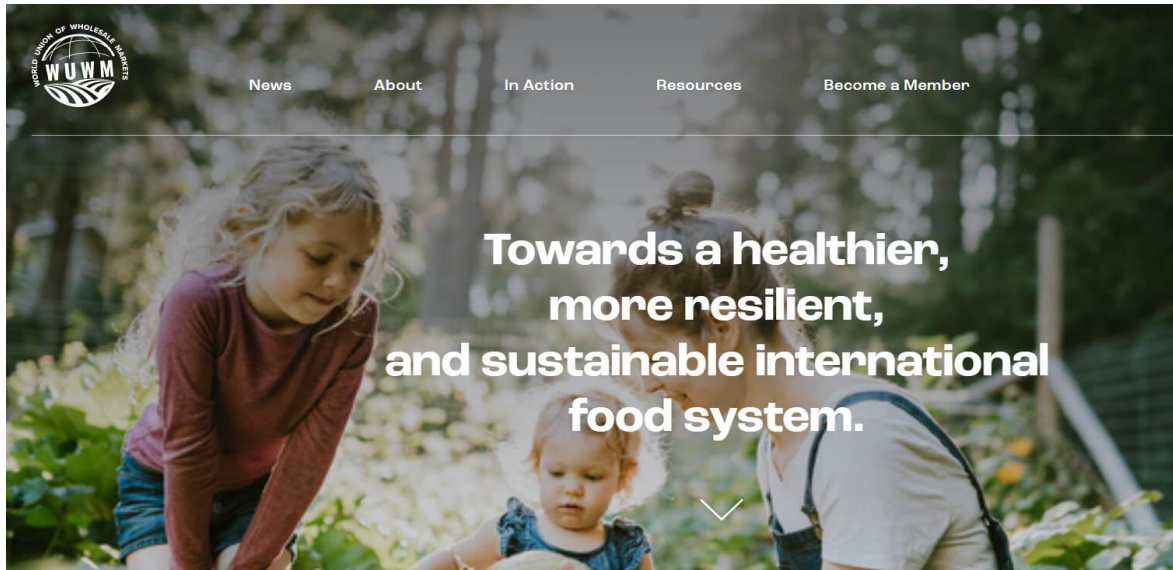 WORLD UNION OF WHOLESALE MARKETS
WUWM
News
About
In Action
Resources
Become a Member
Towards a healthier,
more resilient,
and sustainable international
food system.